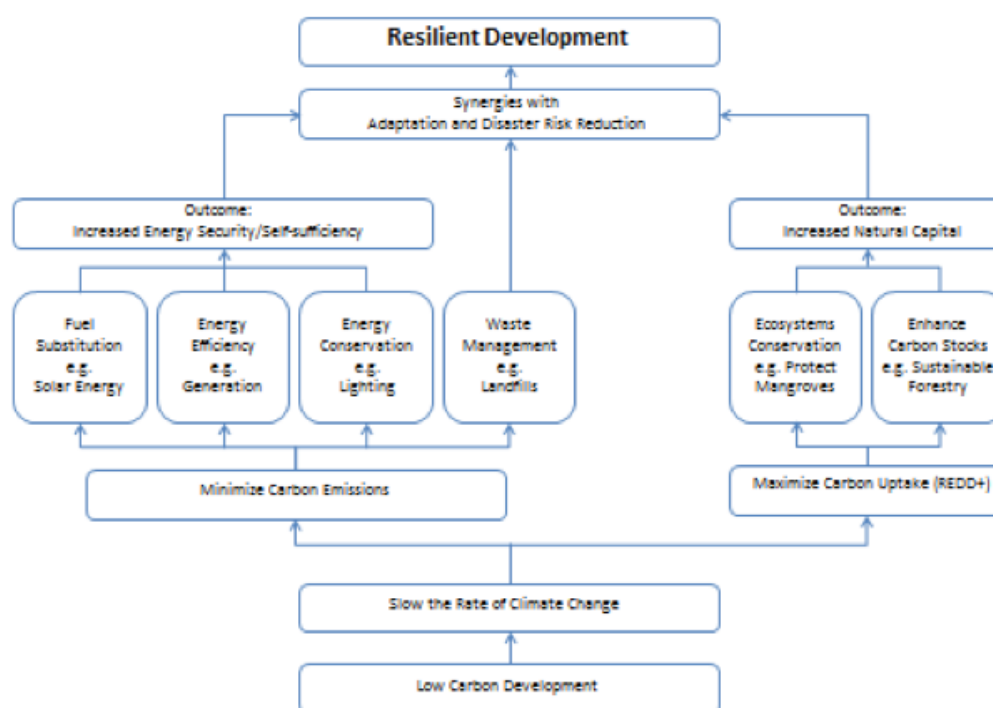 Resilient Development
Synergies with
Adaptation and Disaster Risk Reduction
Outcome:
Increased Energy Security/Self-sufficiency
Outcome:
Increased Natural Capital
Fuel
Substitution
e.g.
Solar Energy
Energy
Efficiency
e.g.
Generation
Energy
Conservation
e.g.
Lighting
Waste
Management
e.g.
Landfills
Ecosystems
Conservation
e.g. Protect
Mangroves
Enhance
Carbon Stocks
e.g. Sustainable
Forestry
Minimize Carbon Emissions
Maximize Carbon Uptake (REDD+)
Slow the Rate of Climate Change
Low Carbon Development